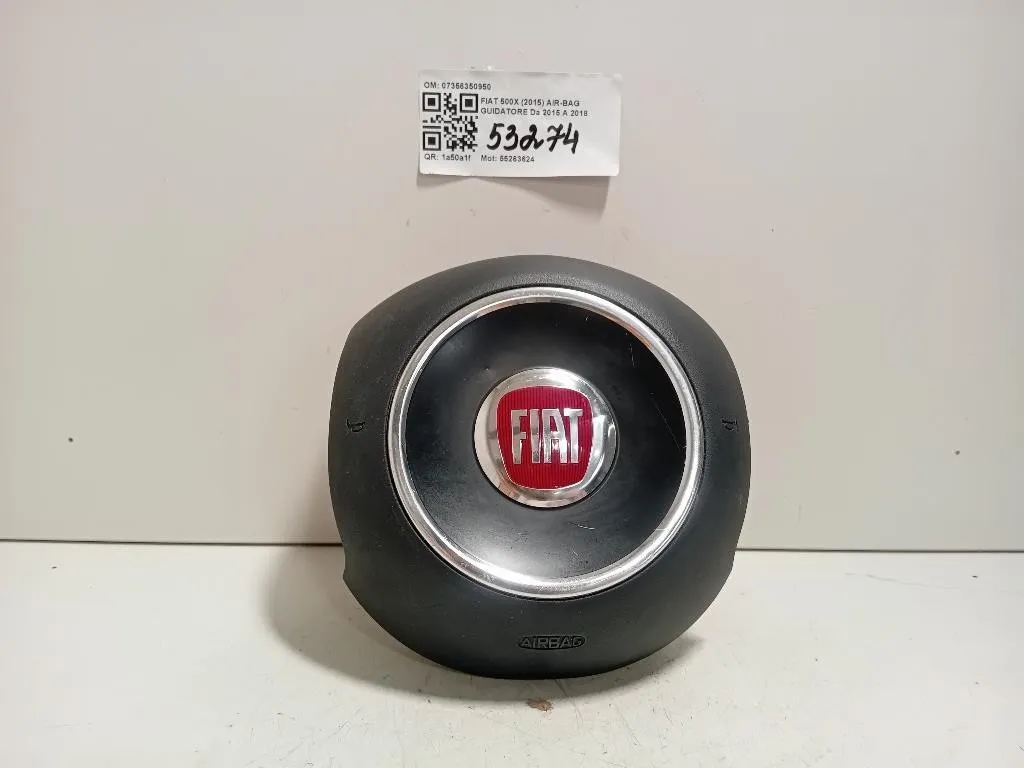 OM: 07356350950
FIAT 500X (2015) AIR-BAG
GUIDATORE Da 2015 A 2018
53274
QR: 1a50a1f Mot: 55263624
FIAT
AIRBAG